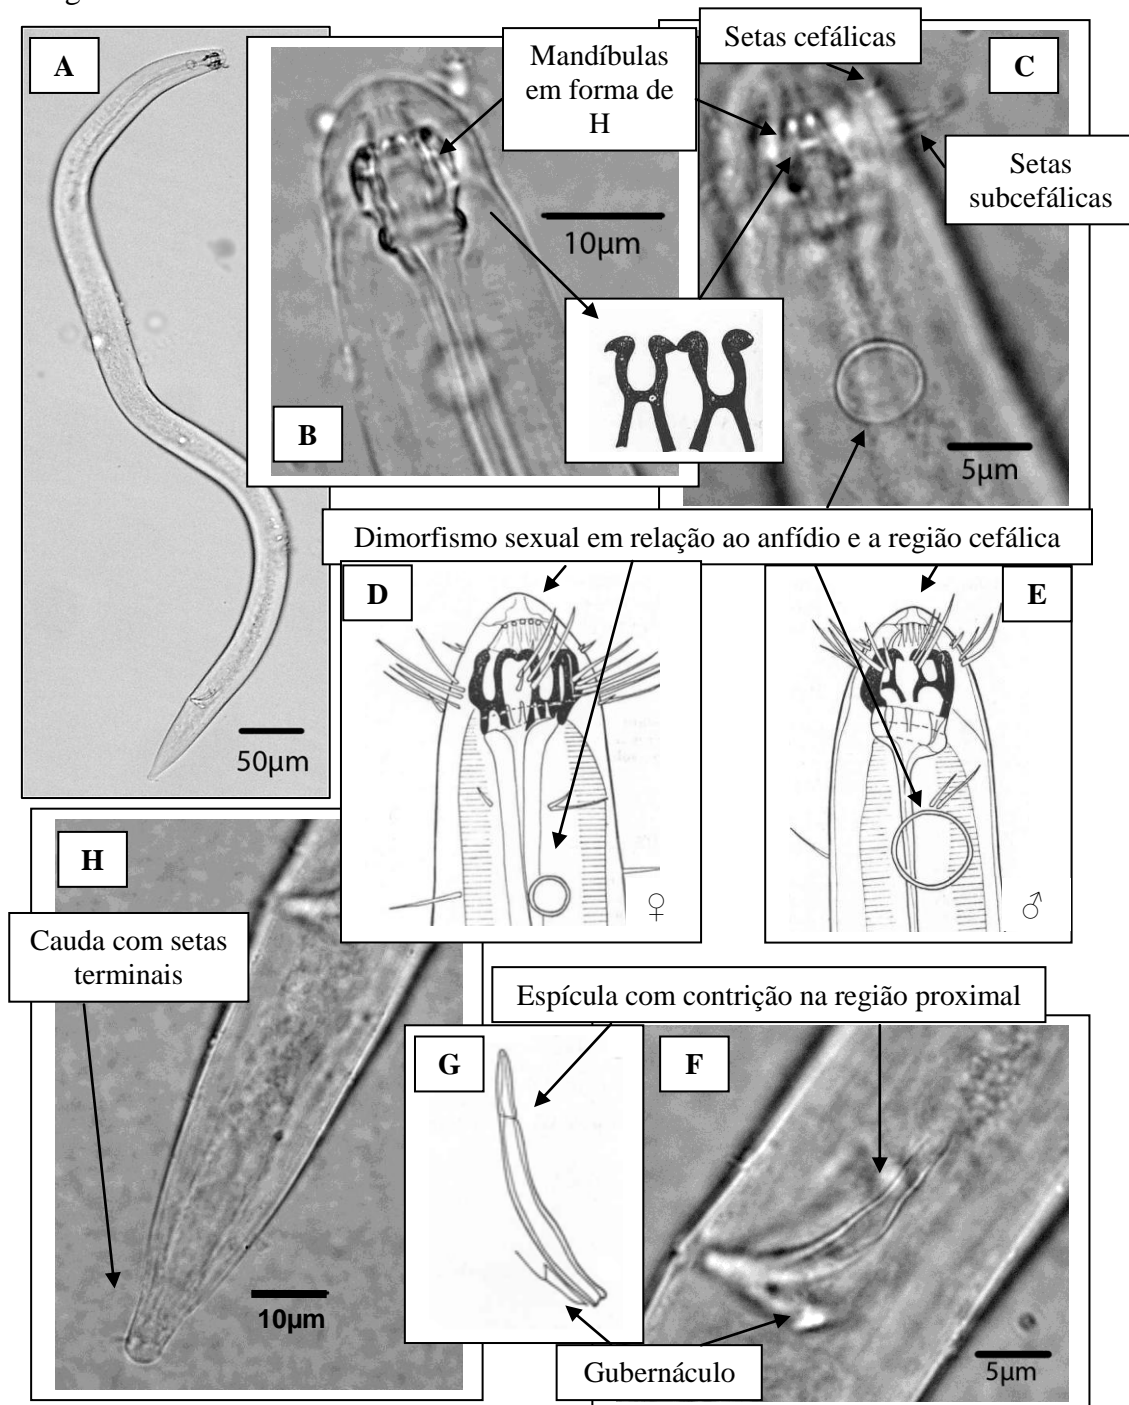 A
B
Mandíbulas
em forma de
H
Setas cefálicas
C
Setas
subcefálicas
10µm
5µm
50µm
Dimorfismo sexual em relação ao anfídio e a região cefálica
D
E
♀
♂
H
Cauda com setas
terminais
10µm
Espícula com contrição na região proximal
G
F
Gubernáculo
5µm